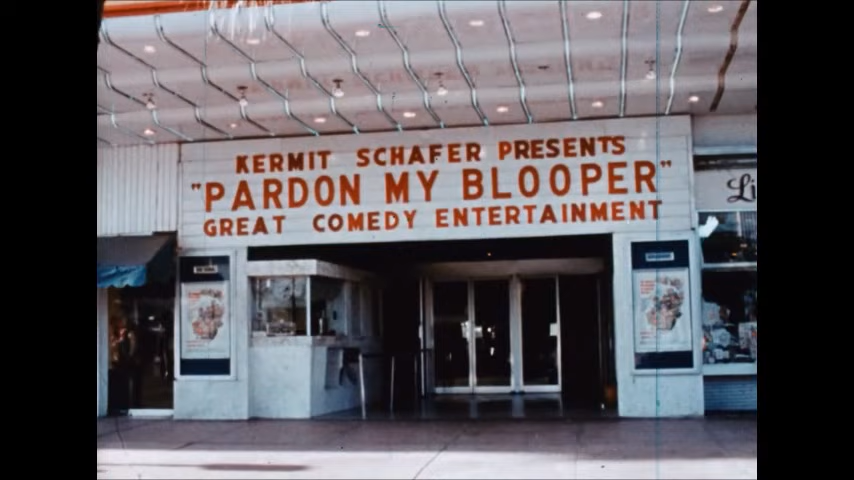 KERMIT SCHAFER PRESENTS
"PARDON MY BLOOPER"
GREAT COMEDY ENTERTAINMENT